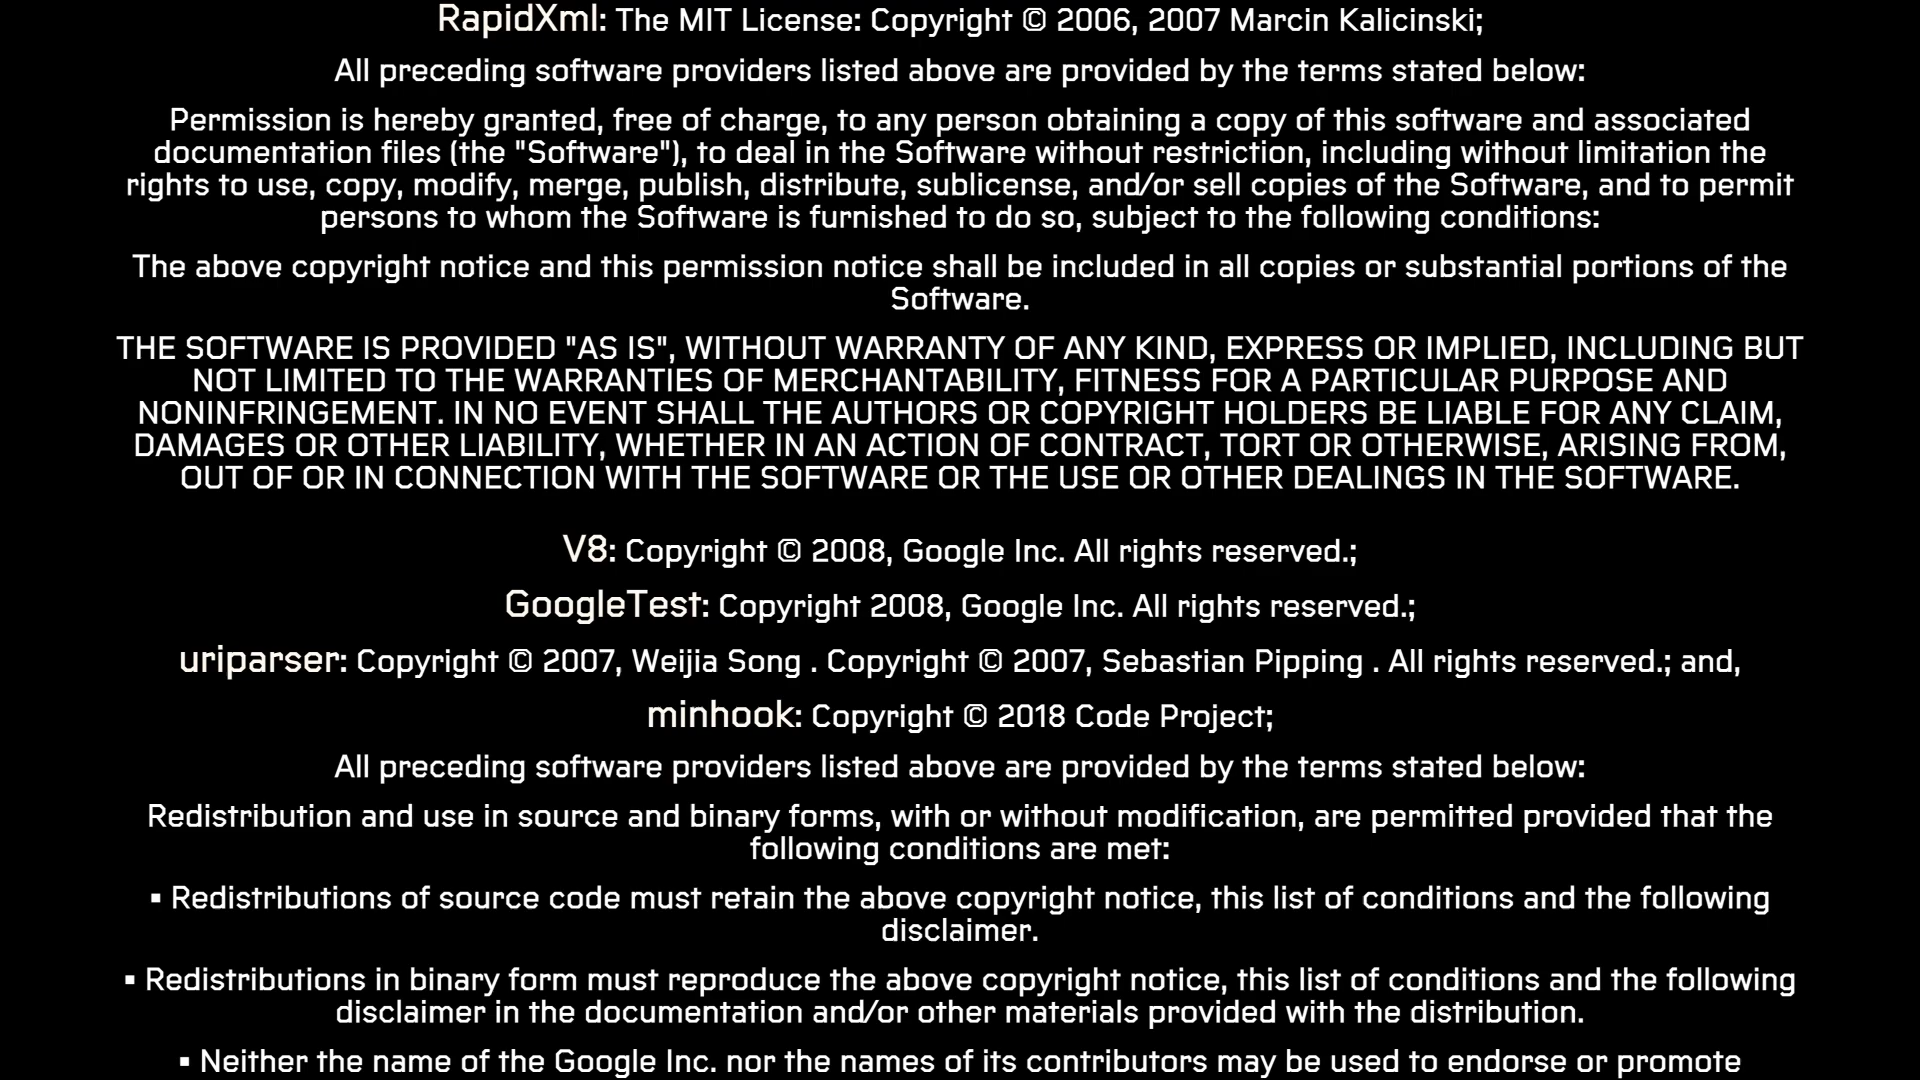 RapidXml: The MIT License: Copyright © 2006, 2007 Marcin Kalicinski;
All preceding software providers listed above are provided by the terms stated below:
Permission is hereby granted, free of charge, to any person obtaining a copy of this software and associated
documentation files (the "Software"), to deal in the Software without restriction, including without limitation the
rights to use, copy, modify, merge, publish, distribute, sublicense, and/or sell copies of the Software, and to permit
persons to whom the Software is furnished to do so, subject to the following conditions:
The above copyright notice and this permission notice shall be included in all copies or substantial portions of the
Software.
THE SOFTWARE IS PROVIDED "AS IS", WITHOUT WARRANTY OF ANY KIND, EXPRESS OR IMPLIED, INCLUDING BUT
NOT LIMITED TO THE WARRANTIES OF MERCHANTABILITY, FITNESS FOR A PARTICULAR PURPOSE AND
NONINFRINGEMENT. IN NO EVENT SHALL THE AUTHORS OR COPYRIGHT HOLDERS BE LIABLE FOR ANY CLAIM,
DAMAGES OR OTHER LIABILITY, WHETHER IN AN ACTION OF CONTRACT, TORT OR OTHERWISE, ARISING FROM,
OUT OF OR IN CONNECTION WITH THE SOFTWARE OR THE USE OR OTHER DEALINGS IN THE SOFTWARE.
V8: Copyright © 2008, Google Inc. All rights reserved.;
GoogleTest: Copyright 2008, Google Inc. All rights reserved.;
uriparser: Copyright © 2007, Weijia Song . Copyright © 2007, Sebastian Pipping . All rights reserved.; and,
minhook: Copyright © 2018 Code Project;
All preceding software providers listed above are provided by the terms stated below:
Redistribution and use in source and binary forms, with or without modification, are permitted provided that the
following conditions are met:
▪ Redistributions of source code must retain the above copyright notice, this list of conditions and the following
disclaimer.
▪ Redistributions in binary form must reproduce the above copyright notice, this list of conditions and the following
disclaimer in the documentation and/or other materials provided with the distribution.
▪ Neither the name of the Google Inc. nor the names of its contributors may be used to endorse or promote